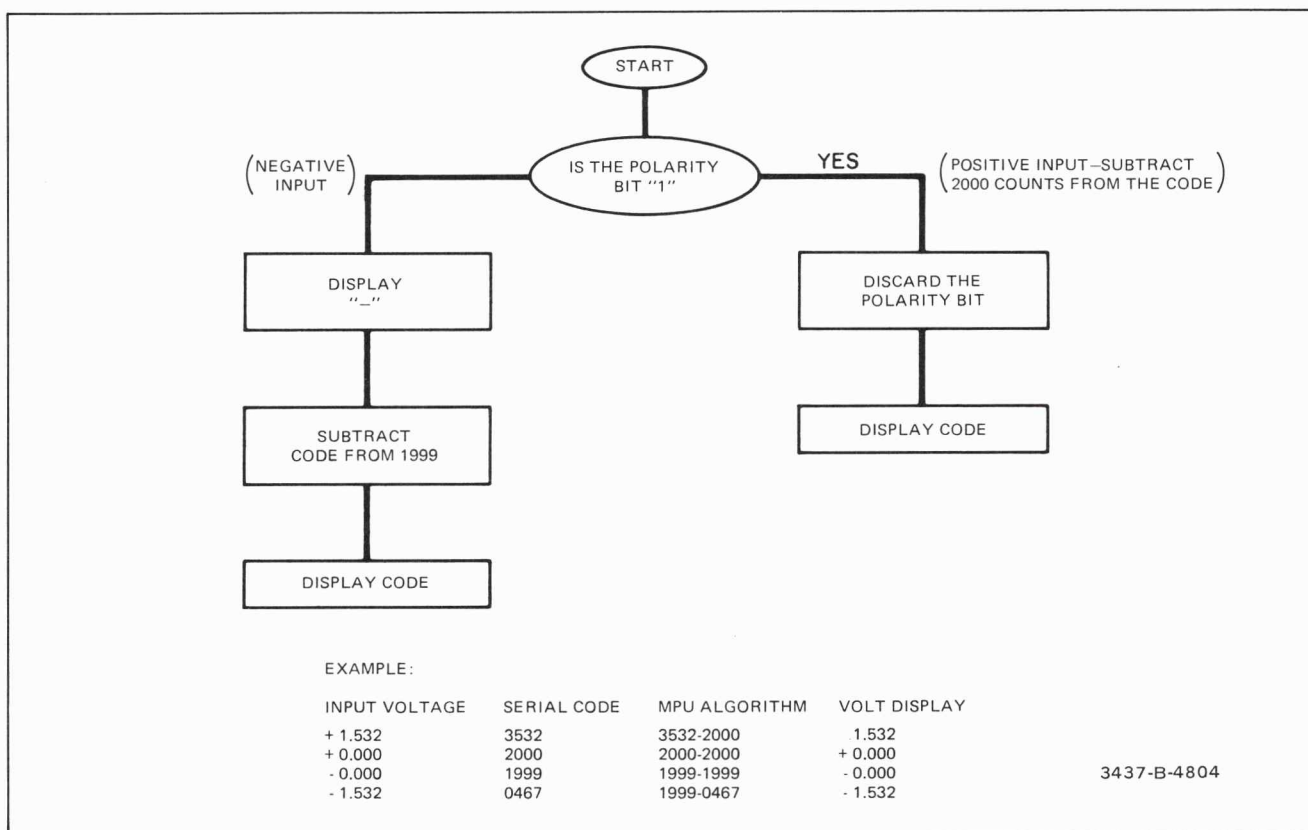 START
IS THE POLARITY
BIT "1"
YES
(NEGATIVE
INPUT)
(POSITIVE INPUT–SUBTRACT
2000 COUNTS FROM THE CODE)
DISPLAY
"–"
DISCARD THE
POLARITY BIT
SUBTRACT
CODE FROM 1999
DISPLAY CODE
DISPLAY CODE
EXAMPLE:
INPUT VOLTAGE SERIAL CODE MPU ALGORITHM VOLT DISPLAY
+ 1.532 3532 3532-2000 1.532
+ 0.000 2000 2000-2000 + 0.000
- 0.000 1999 1999-1999 - 0.000
- 1.532 0467 1999-0467 - 1.532
3437-B-4804